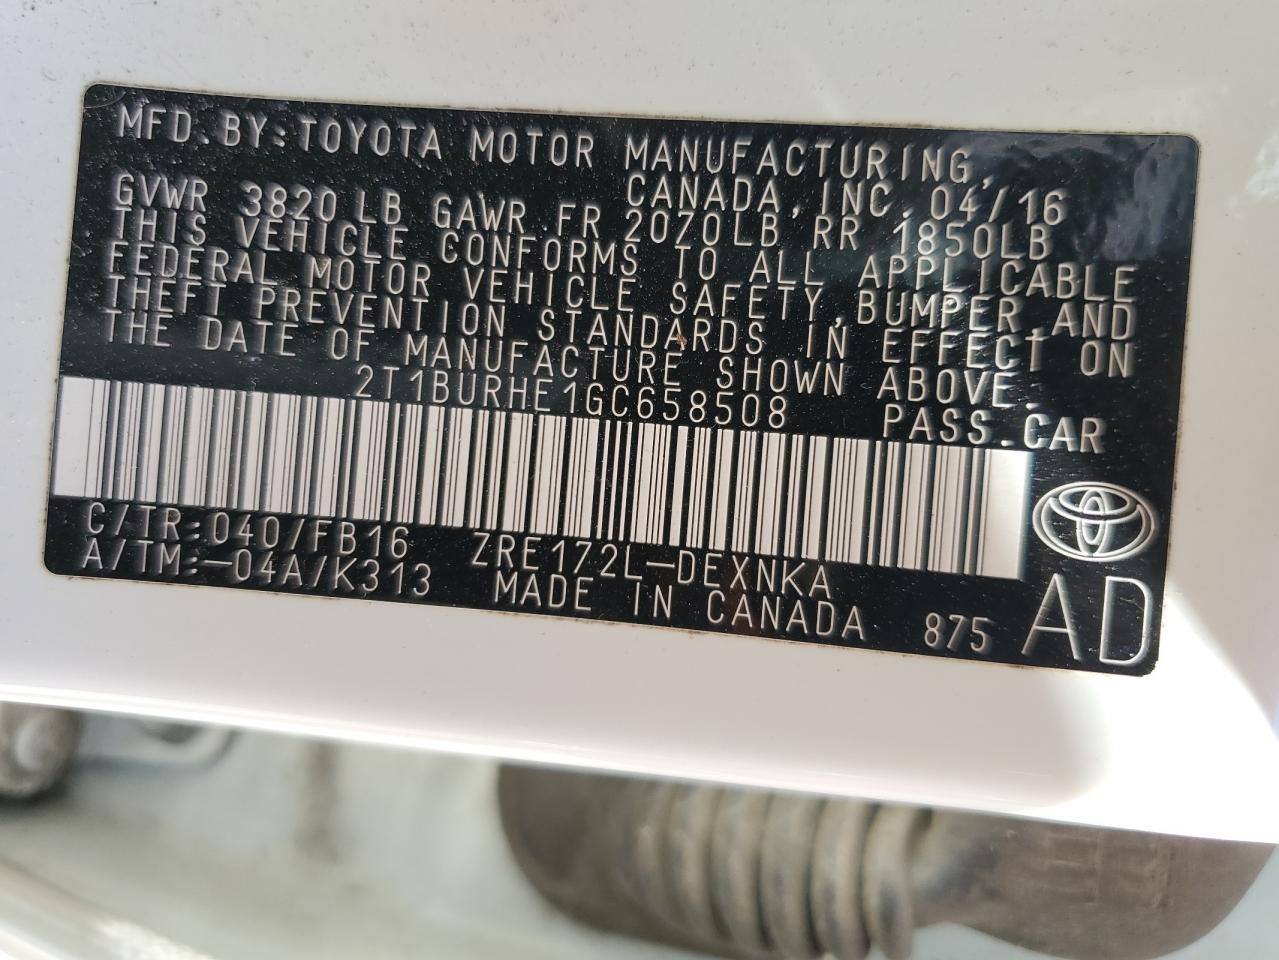 MFD.BY:TOYOTA MOTOR MANUFACTURING,
CANADA,INC. 04/16
GVWR 3820LB GAWR FR 2070LB RR 1850LB
THIS VEHICLE CONFORMS TO ALL APPLICABLE
FEDERAL MOTOR VEHICLE SAFETY,BUMPER,AND
THEFT PREVENTION STANDARDS IN EFFECT ON
THE DATE OF MANUFACTURE SHOWN ABOVE.
2T1BURHE1GC658508 PASS.CAR
C/TR:040/FB16 ZRE172L-DEXNKA
A/TM:-04A/K313 MADE IN CANADA 875 AD